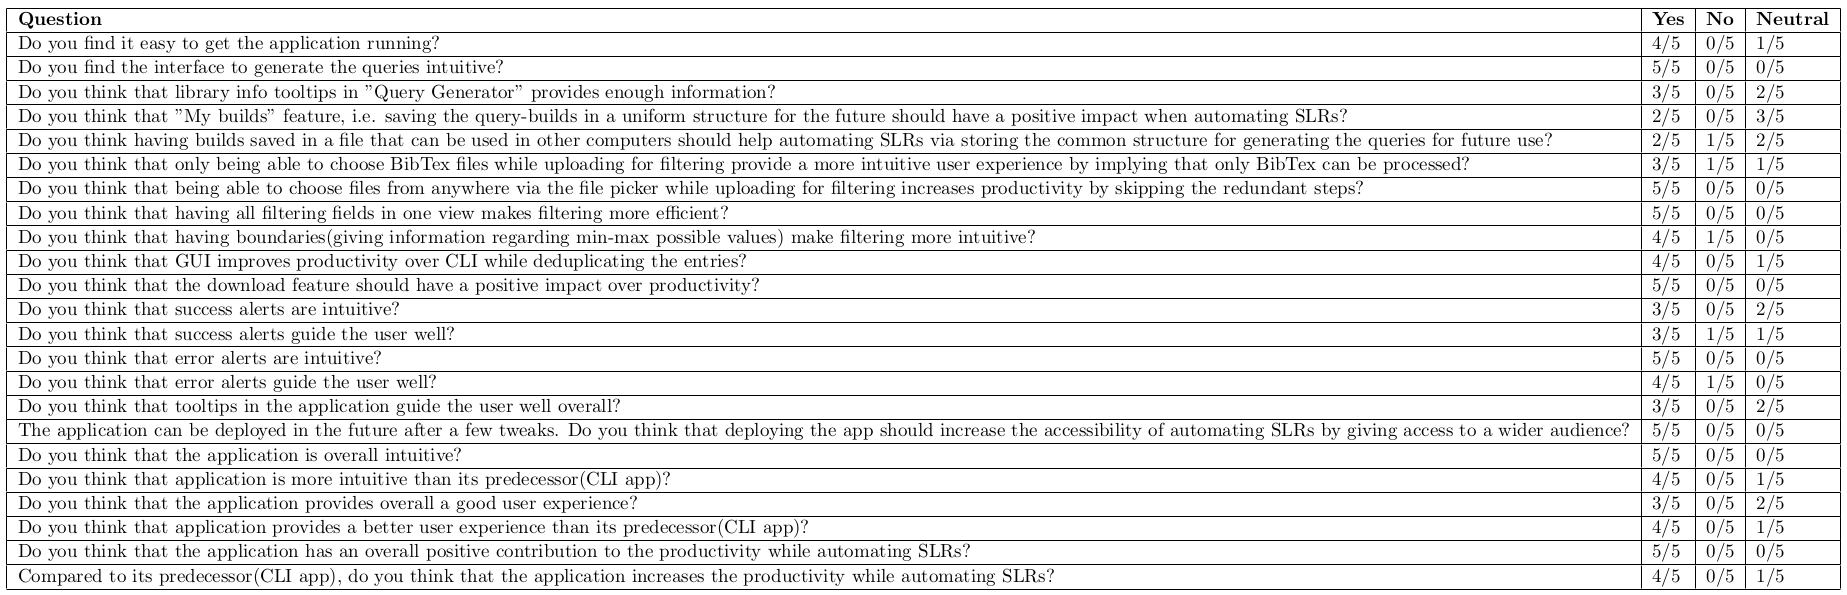 Question Yes No Neutral
Do you find it easy to get the application running? 4/5 0/5 1/5
Do you find the interface to generate the queries intuitive? 5/5 0/5 0/5
Do you think that library info tooltips in ”Query Generator” provides enough information? 3/5 0/5 2/5
Do you think that ”My builds” feature, i.e. saving the query-builds in a uniform structure for the future should have a positive impact when automating SLRs? 2/5 0/5 3/5
Do you think having builds saved in a file that can be used in other computers should help automating SLRs via storing the common structure for generating the queries for future use? 2/5 1/5 2/5
Do you think that only being able to choose BibTex files while uploading for filtering provide a more intuitive user experience by implying that only BibTex can be processed? 3/5 1/5 1/5
Do you think that being able to choose files from anywhere via the file picker while uploading for filtering increases productivity by skipping the redundant steps? 5/5 0/5 0/5
Do you think that having all filtering fields in one view makes filtering more efficient? 5/5 0/5 0/5
Do you think that having boundaries(giving information regarding min-max possible values) make filtering more intuitive? 4/5 1/5 0/5
Do you think that GUI improves productivity over CLI while deduplicating the entries? 4/5 0/5 1/5
Do you think that the download feature should have a positive impact over productivity? 5/5 0/5 0/5
Do you think that success alerts are intuitive? 3/5 0/5 2/5
Do you think that success alerts guide the user well? 3/5 1/5 1/5
Do you think that error alerts are intuitive? 5/5 0/5 0/5
Do you think that error alerts guide the user well? 4/5 1/5 0/5
Do you think that tooltips in the application guide the user well overall? 3/5 0/5 2/5
The application can be deployed in the future after a few tweaks. Do you think that deploying the app should increase the accessibility of automating SLRs by giving access to a wider audience? 5/5 0/5 0/5
Do you think that the application is overall intuitive? 5/5 0/5 0/5
Do you think that application is more intuitive than its predecessor(CLI app)? 4/5 0/5 1/5
Do you think that the application provides overall a good user experience? 3/5 0/5 2/5
Do you think that application provides a better user experience than its predecessor(CLI app)? 4/5 0/5 1/5
Do you think that the application has an overall positive contribution to the productivity while automating SLRs? 5/5 0/5 0/5
Compared to its predecessor(CLI app), do you think that the application increases the productivity while automating SLRs? 4/5 0/5 1/5